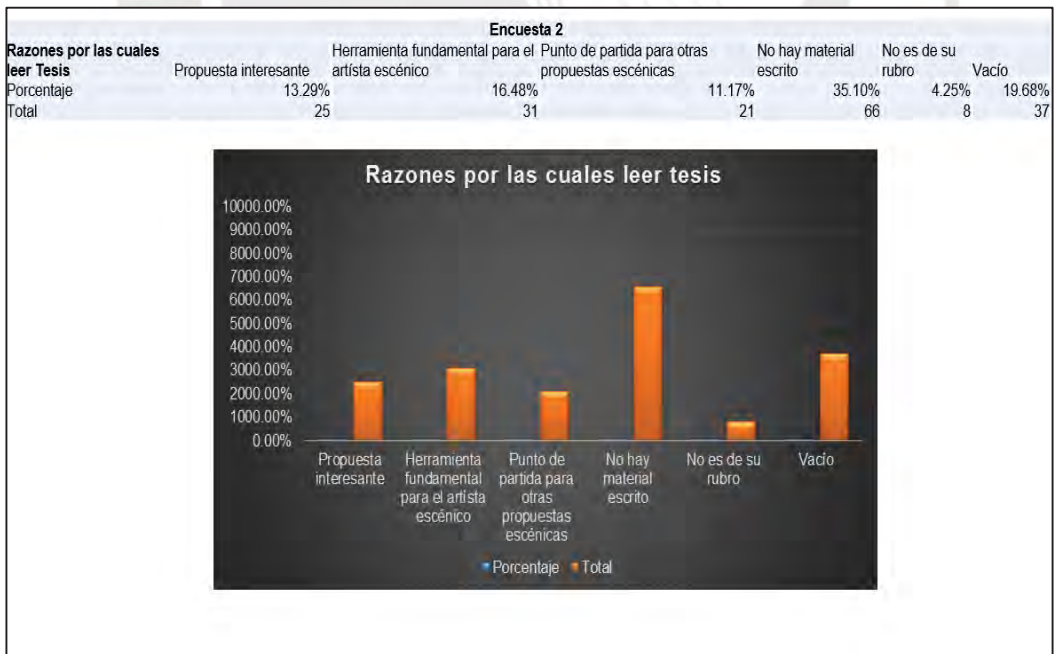 Encuesta 2
Razones por las cuales leer Tesis Propuesta interesante Herramienta fundamental para el artísta escénico Punto de partida para otras propuestas escénicas No hay material escrito No es de su rubro Vacío
Porcentaje 13.29% 16.48% 11.17% 35.10% 4.25% 19.68%
Total 25 31 21 66 8 37
Razones por las cuales leer tesis
10000.00%
9000.00%
8000.00%
7000.00%
6000.00%
5000.00%
4000.00%
3000.00%
2000.00%
1000.00%
0.00%
Propuesta interesante
Herramienta fundamental para el artísta escénico
Punto de partida para otras propuestas escénicas
No hay material escrito
No es de su rubro
Vacío
Porcentaje Total